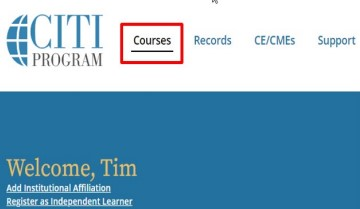 CITI
PROGRAM
Courses Records CE/CMEs Support
Welcome, Tim
Add Institutional Affiliation
Register as Independent Learner